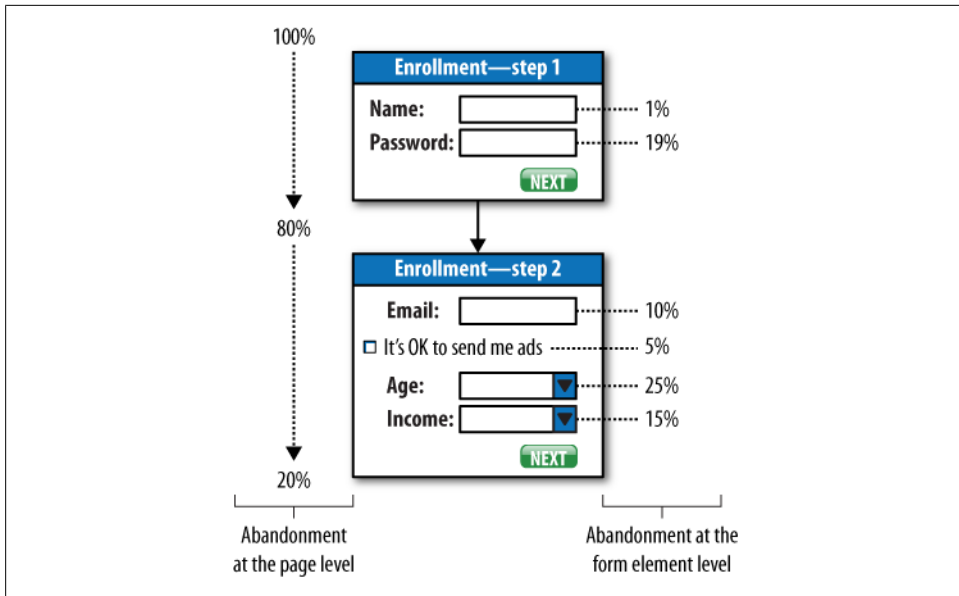 100%
Enrollment—step 1
Name:
1%
Password:
19%
NEXT
80%
Enrollment—step 2
Email:
10%
It's OK to send me ads
5%
Age:
25%
Income:
15%
NEXT
20%
Abandonment
at the page level
Abandonment at the
form element level